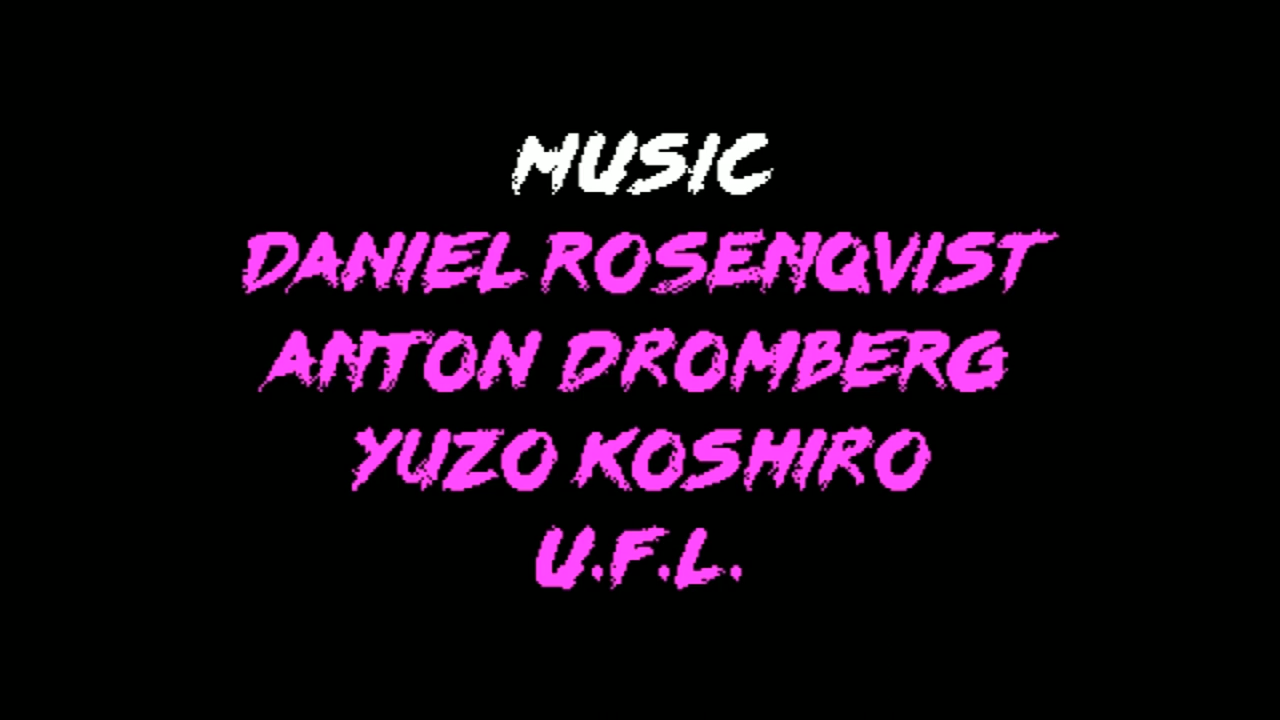 MUSIC
DANIEL ROSENQVIST
ANTON DROMBERG
YUZO KOSHIRO
U.F.L.